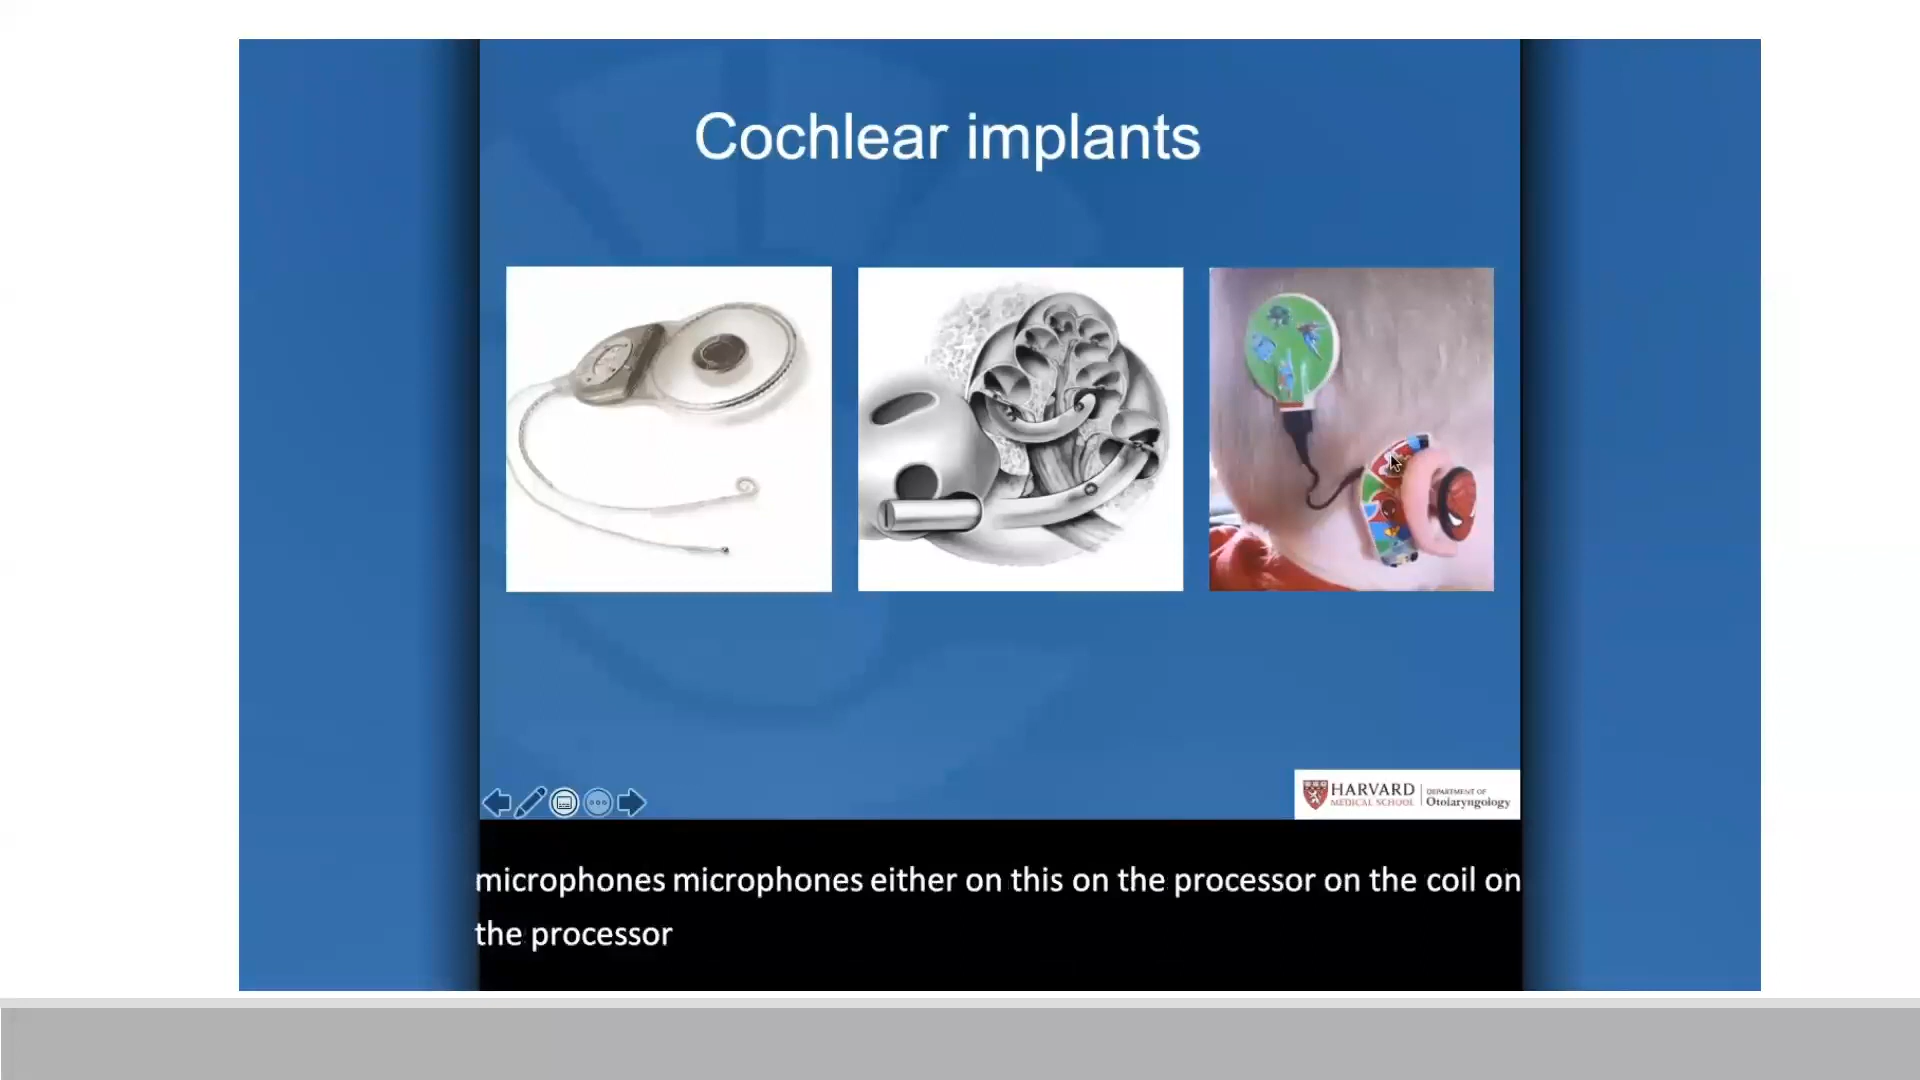 Cochlear implants
HARVARD
MEDICAL SCHOOL
DEPARTMENT OF
Otolaryngology
microphones microphones either on this on the processor on the coil on
the processor